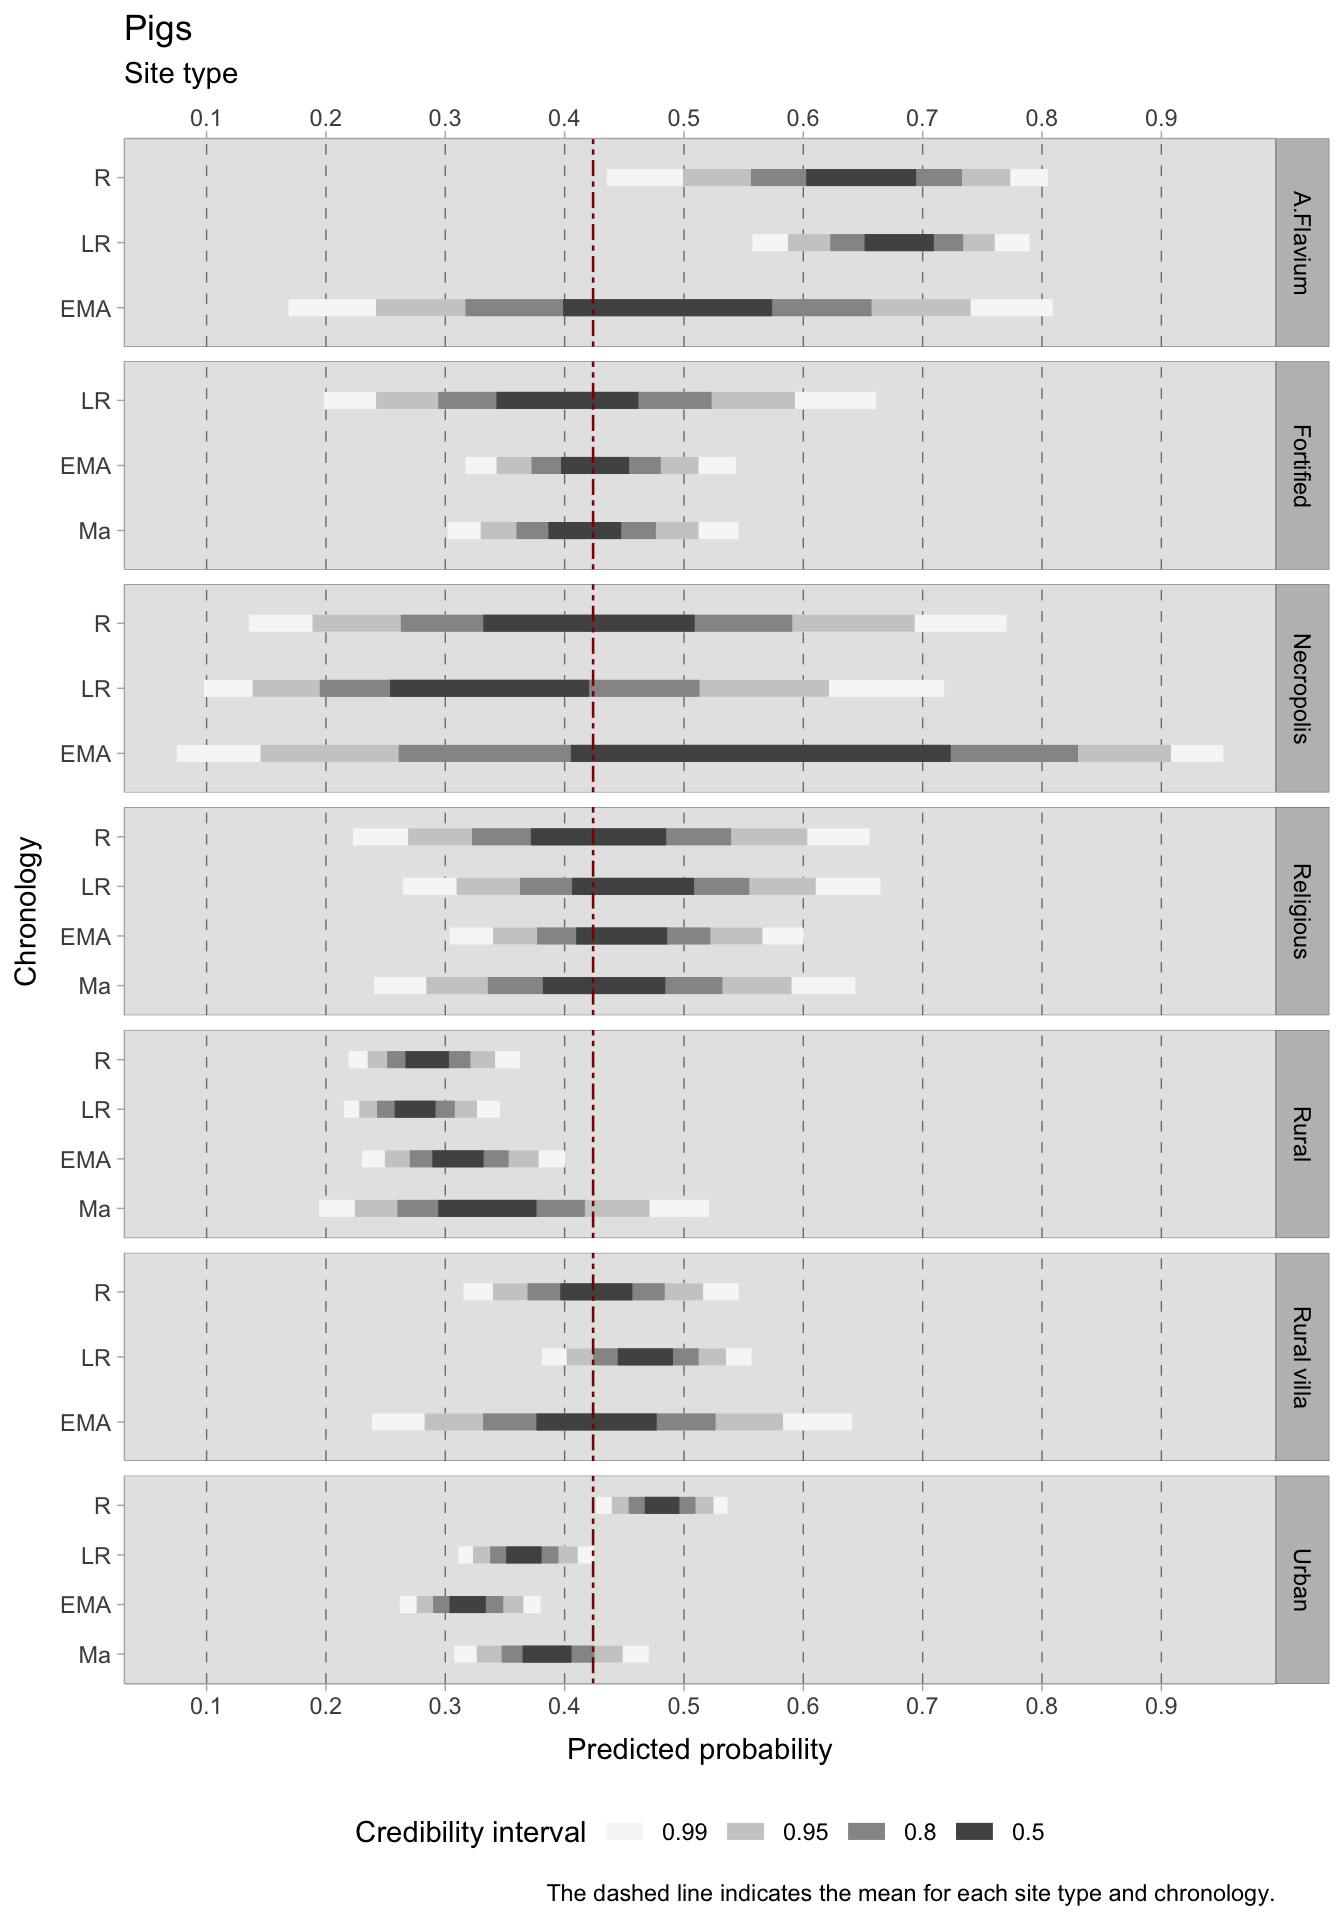 Pigs
Site type
0.1 0.2 0.3 0.4 0.5 0.6 0.7 0.8 0.9
R
LR
EMA
A.Flavium
LR
EMA
Ma
Fortified
R
LR
EMA
Necropolis
Chronology
R
LR
EMA
Ma
Religious
R
LR
EMA
Ma
Rural
R
LR
EMA
Rural villa
R
LR
EMA
Ma
Urban
0.1 0.2 0.3 0.4 0.5 0.6 0.7 0.8 0.9
Predicted probability
Credibility interval 0.99 0.95 0.8 0.5
The dashed line indicates the mean for each site type and chronology.